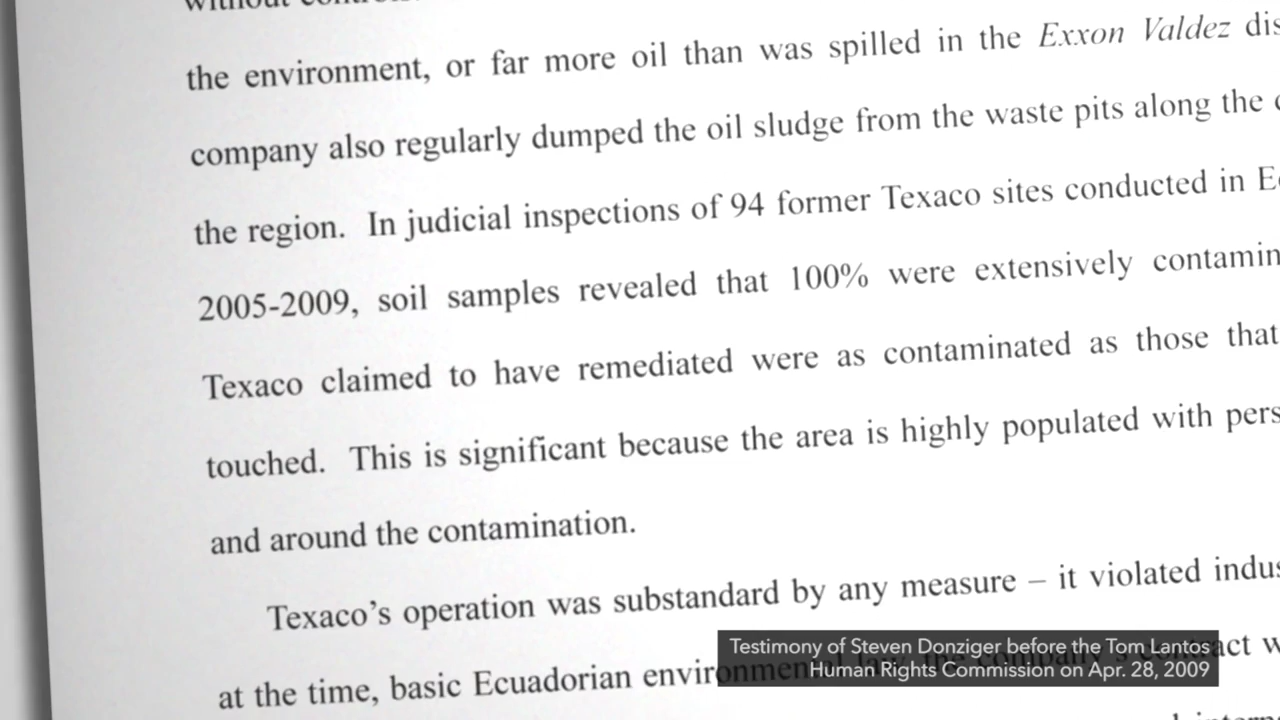 the environment, or far more oil than was spilled in the Exxon Valdez
company also regularly dumped the oil sludge from the waste pits along the
the region. In judicial inspections of 94 former Texaco sites conducted in
2005-2009, soil samples revealed that 100% were extensively
Texaco claimed to have remediated were as contaminated as those that
touched. This is significant because the area is highly populated with
and around the contamination.
Texaco’s operation was substandard by any measure – it violated
at the time, basic Ecuadorian
Testimony of Steven Donziger before the Tom Lantos
Human Rights Commission on Apr. 28, 2009